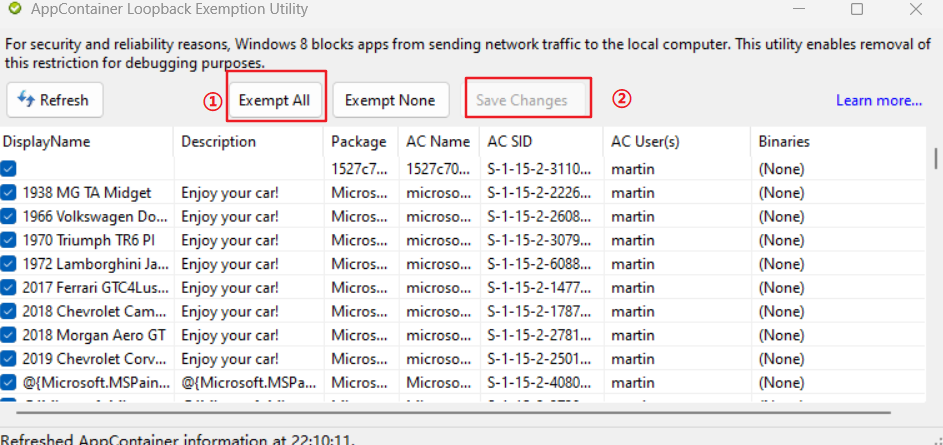 AppContainer Loopback Exemption Utility
For security and reliability reasons, Windows 8 blocks apps from sending network traffic to the local computer. This utility enables removal of
this restriction for debugging purposes.
Refresh ① Exempt All Exempt None Save Changes ② Learn more...
DisplayName Description Package AC Name AC SID AC User(s) Binaries
1527c7... 1527c70... S-1-15-2-3110... martin (None)
1938 MG TA Midget Enjoy your car! Micros... microso... S-1-15-2-2226... martin (None)
1966 Volkswagen Do... Enjoy your car! Micros... microso... S-1-15-2-2608... martin (None)
1970 Triumph TR6 PI Enjoy your car! Micros... microso... S-1-15-2-3079... martin (None)
1972 Lamborghini Ja... Enjoy your car! Micros... microso... S-1-15-2-6088... martin (None)
2017 Ferrari GTC4Lus... Enjoy your car! Micros... microso... S-1-15-2-1477... martin (None)
2018 Chevrolet Cam... Enjoy your car! Micros... microso... S-1-15-2-1787... martin (None)
2018 Morgan Aero GT Enjoy your car! Micros... microso... S-1-15-2-2781... martin (None)
2019 Chevrolet Corv... Enjoy your car! Micros... microso... S-1-15-2-2501... martin (None)
@{Microsoft.MSPain... @{Microsoft.MSPa... Micros... Microso... S-1-15-2-4080... martin (None)
Refreshed AppContainer information at 22:10:11.